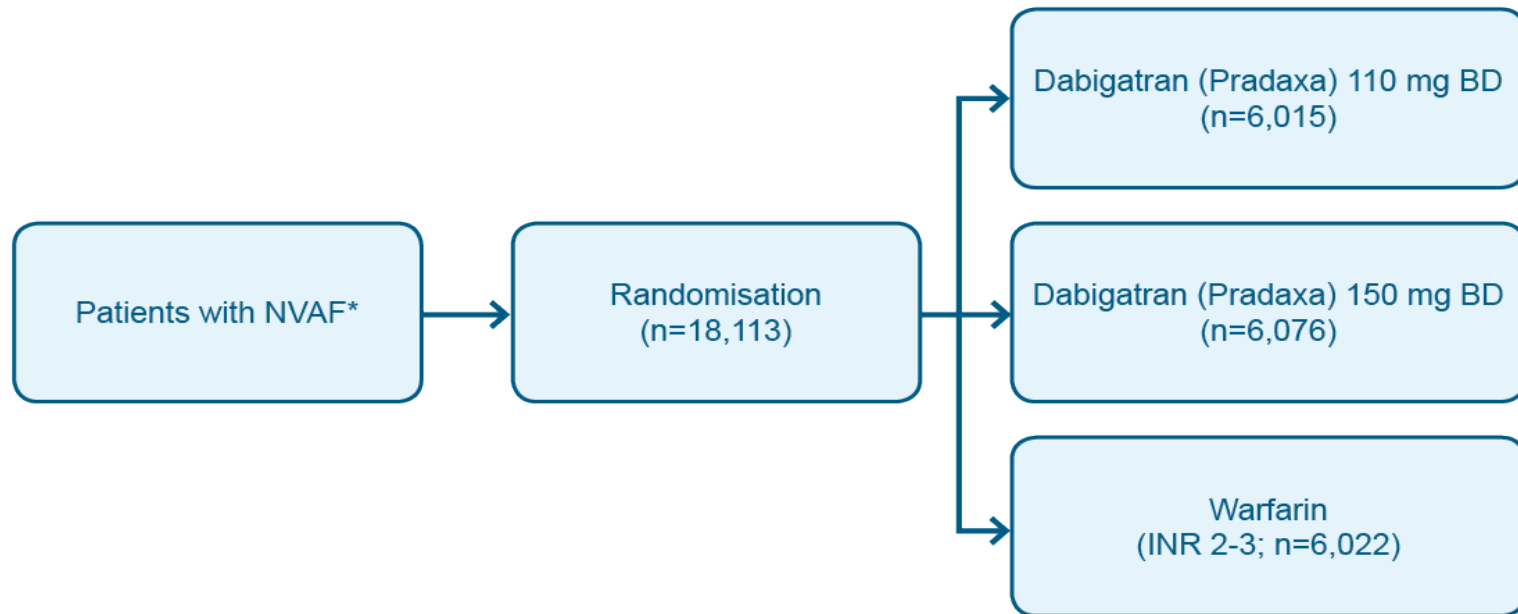 Patients with NVAF*
Randomisation
(n=18,113)
Dabigatran (Pradaxa) 110 mg BD
(n=6,015)
Dabigatran (Pradaxa) 150 mg BD
(n=6,076)
Warfarin
(INR 2-3; n=6,022)